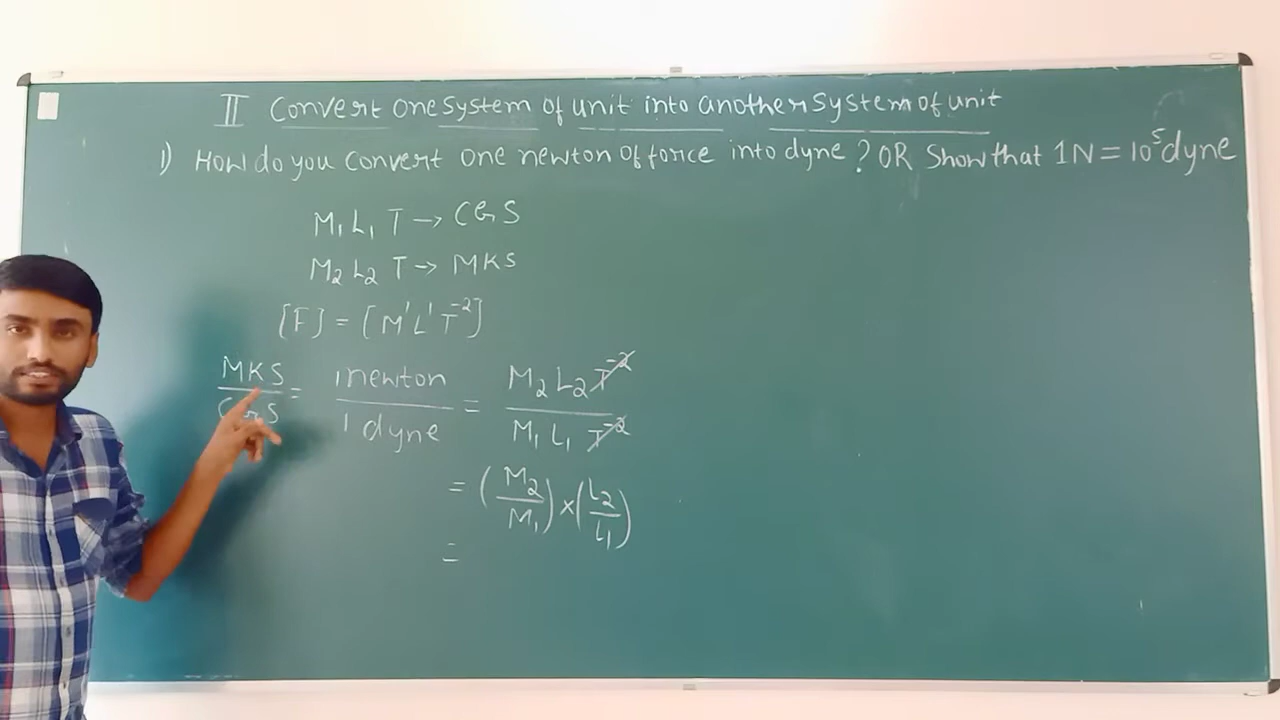 II Convert one system of unit into another system of unit
1) How do you convert one newton of force into dyne ? OR Show that 1N = 10⁵ dyne
M₁ L₁ T → CGS
M₂ L₂ T → MKS
[F] = [M¹L¹T⁻²]
MKS/CGS = 1 newton/1 dyne = M₂ L₂ T⁻²/M₁ L₁ T⁻²
= (M₂/M₁) × (L₂/L₁)
=